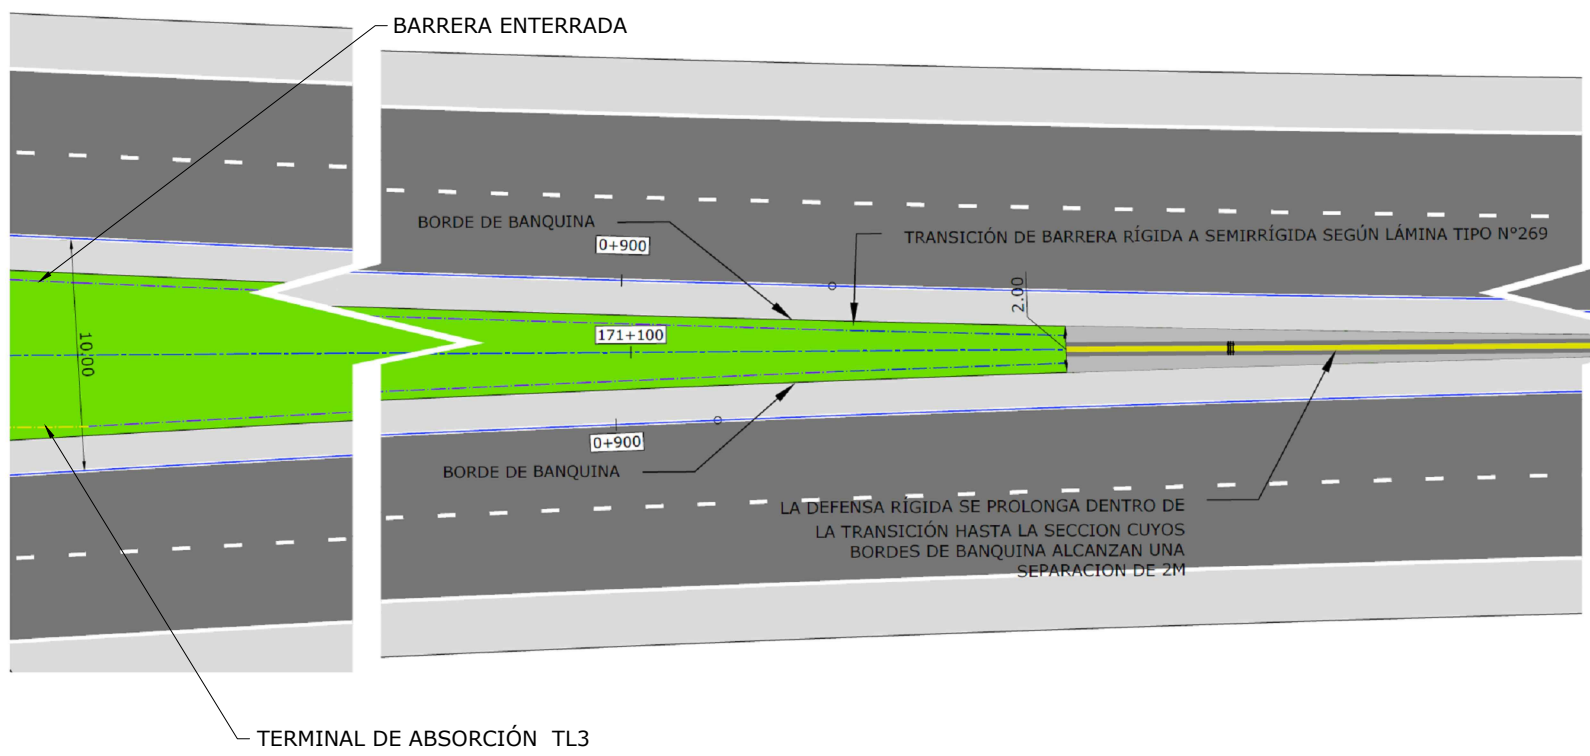 BARRERA ENTERRADA
BORDE DE BANQUINA
0+900
TRANSICIÓN DE BARRERA RÍGIDA A SEMIRRÍGIDA SEGÚN LÁMINA TIPO N°269
2.00
10.00
171+100
0+900
BORDE DE BANQUINA
LA DEFENSA RÍGIDA SE PROLONGA DENTRO DE
LA TRANSICIÓN HASTA LA SECCION CUYOS
BORDES DE BANQUINA ALCANZAN UNA
SEPARACION DE 2M
TERMINAL DE ABSORCIÓN TL3